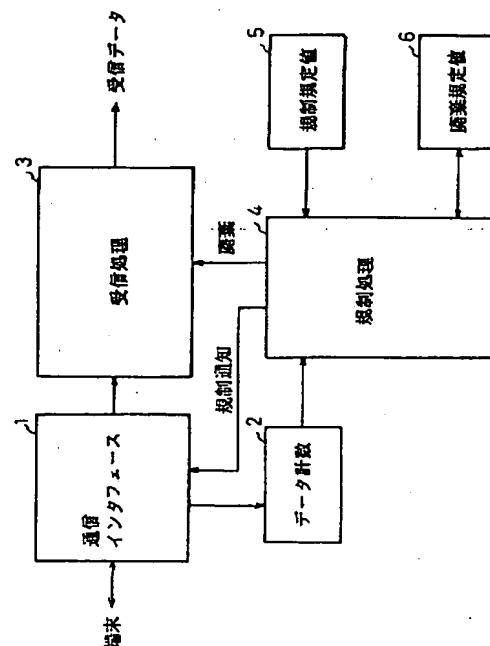 端末
1
通信
インタフェース
3
受信処理
受信データ
規制通知
廃棄
2
データ計数
4
規制処理
5
規制規定値
6
廃棄規定値